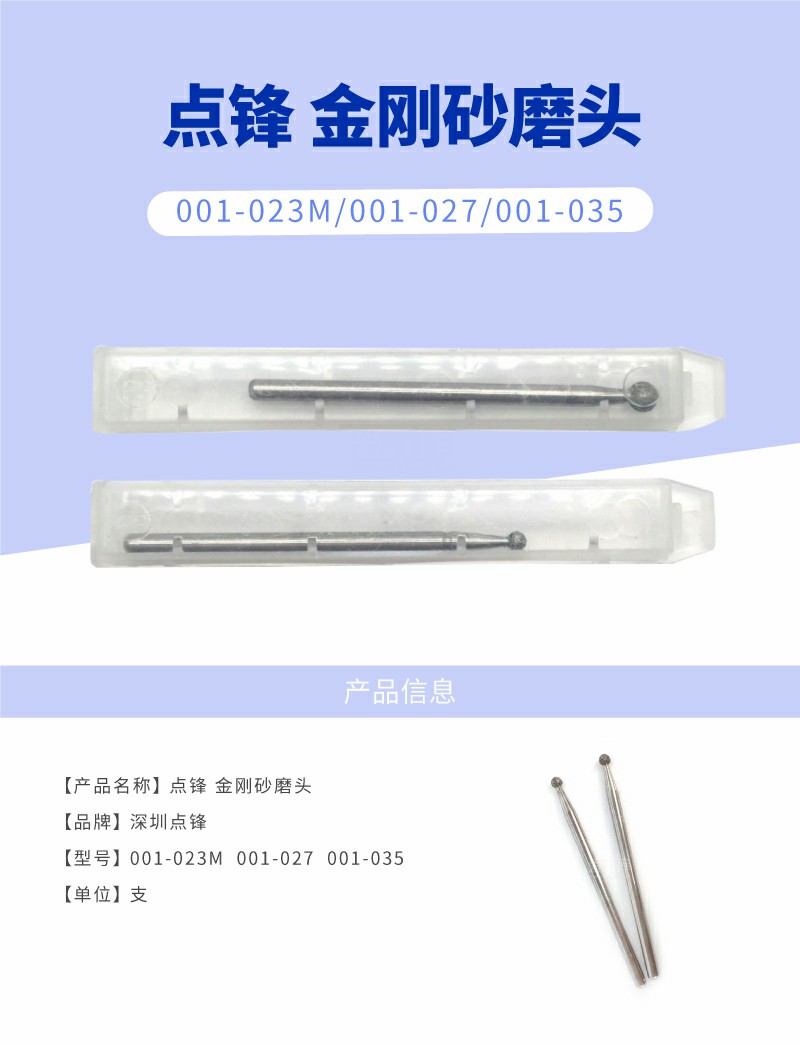 点锋 金刚砂磨头
001-023M/001-027/001-035
产品信息
【产品名称】点锋 金刚砂磨头
【品牌】深圳点锋
【型号】001-023M 001-027 001-035
【单位】支